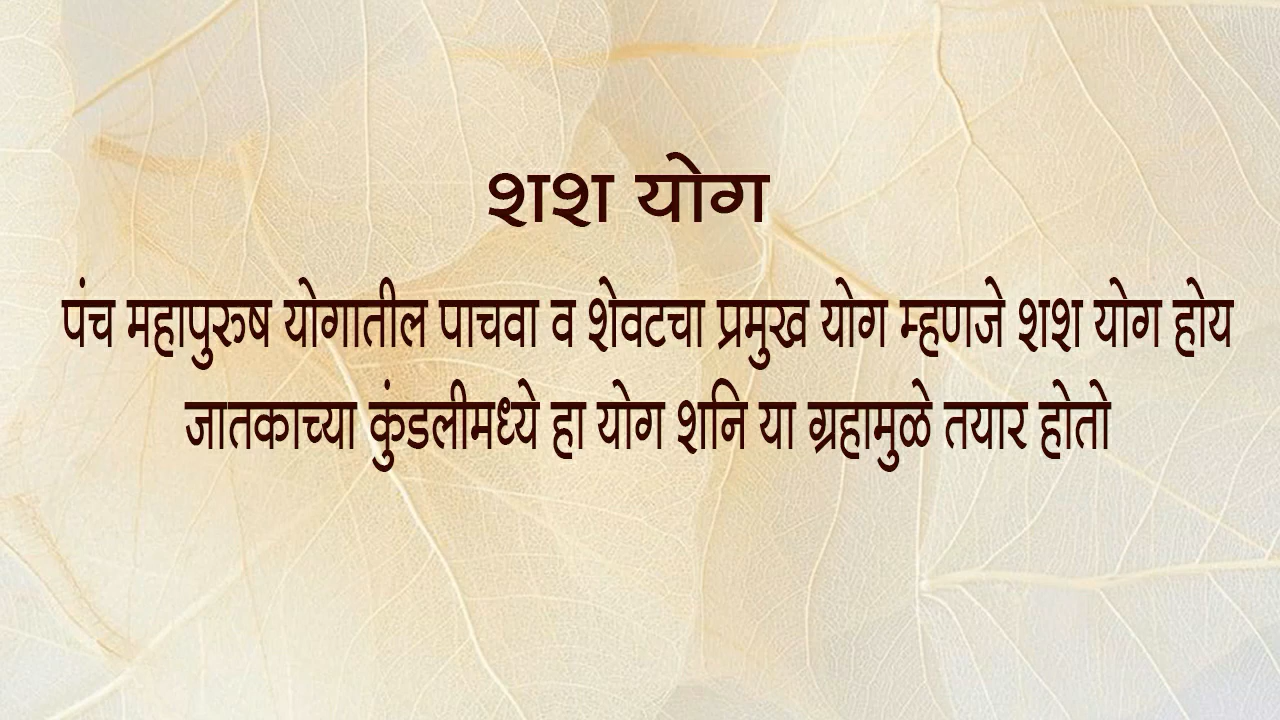 शश योग
पंच महापुरुष योगातील पाचवा व शेवटचा प्रमुख योग म्हणजे शश योग होय
जातकाच्या कुंडलीमध्ये हा योग शनि या ग्रहामुळे तयार होतो